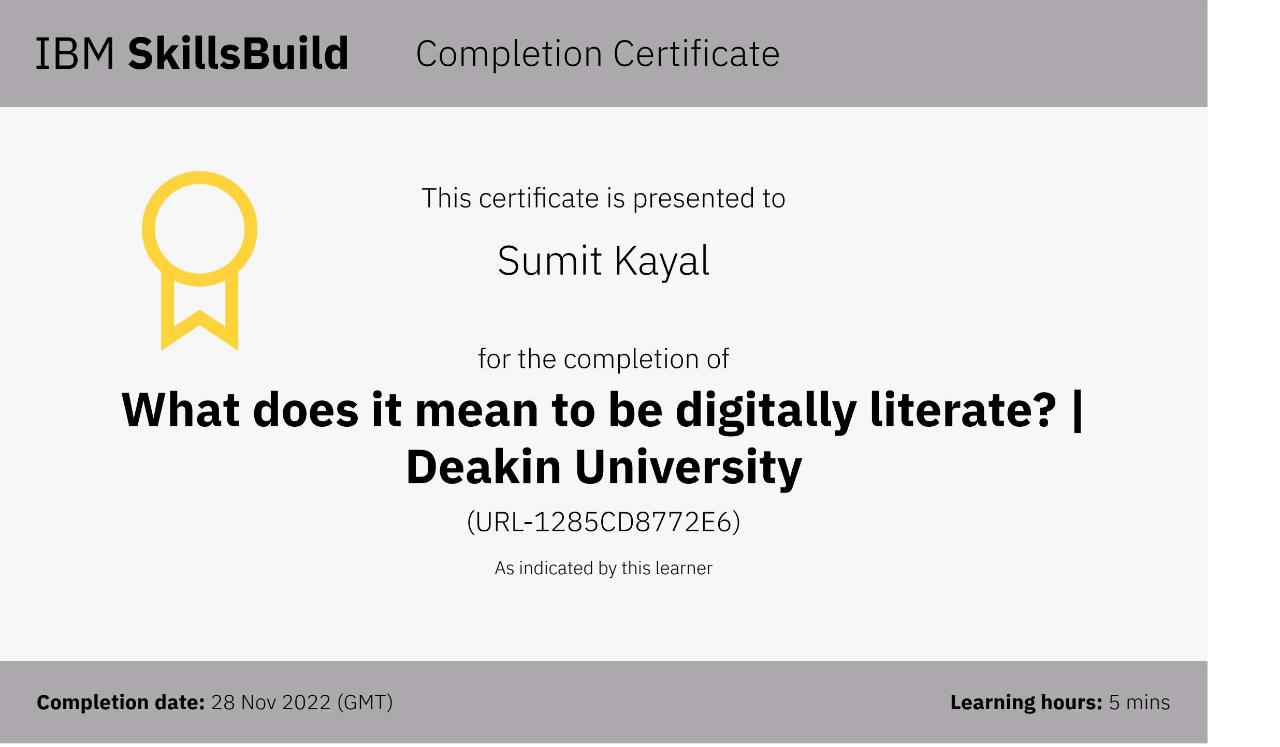 IBM SkillsBuild Completion Certificate
This certificate is presented to
Sumit Kayal
for the completion of
What does it mean to be digitally literate? |
Deakin University
(URL-1285CD8772E6)
As indicated by this learner
Completion date: 28 Nov 2022 (GMT) Learning hours: 5 mins